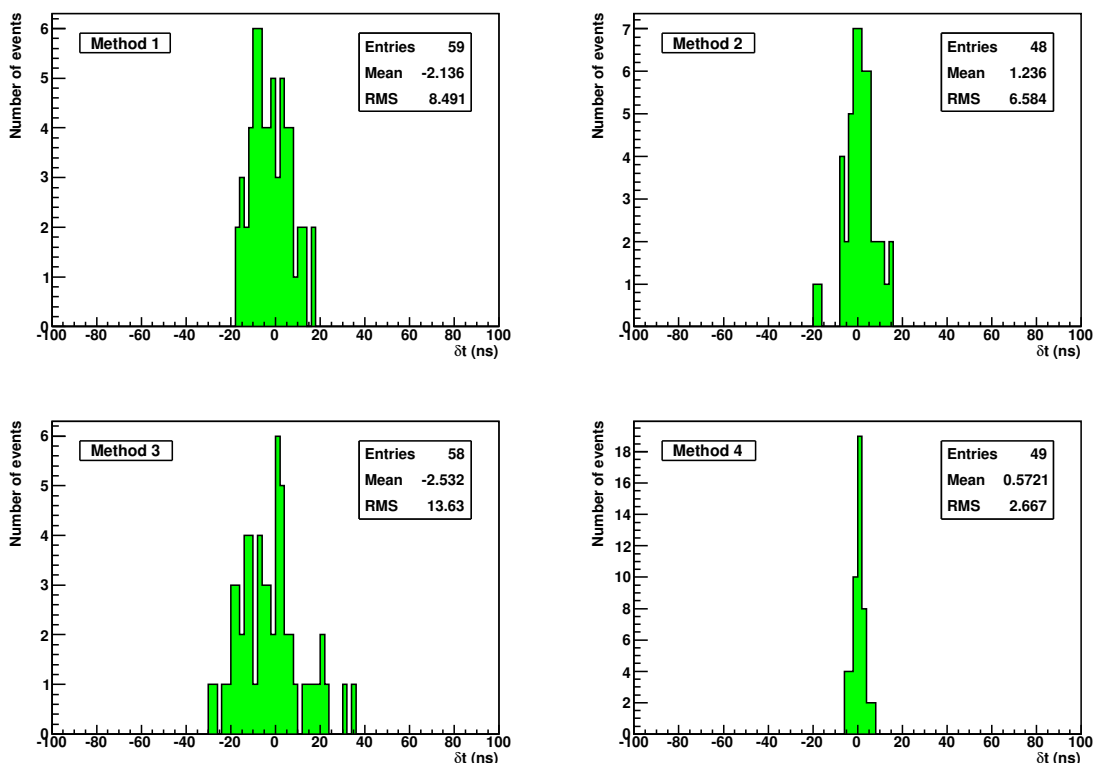 Number of events
Method 1
Entries 59
Mean -2.136
RMS 8.491
6
5
4
3
2
1
0
-100 -80 -60 -40 -20 0 20 40 60 80 100
δt (ns)
Number of events
Method 2
Entries 48
Mean 1.236
RMS 6.584
7
6
5
4
3
2
1
0
-100 -80 -60 -40 -20 0 20 40 60 80 100
δt (ns)
Number of events
Method 3
Entries 58
Mean -2.532
RMS 13.63
6
5
4
3
2
1
0
-100 -80 -60 -40 -20 0 20 40 60 80 100
δt (ns)
Number of events
Method 4
Entries 49
Mean 0.5721
RMS 2.667
18
16
14
12
10
8
6
4
2
0
-100 -80 -60 -40 -20 0 20 40 60 80 100
δt (ns)